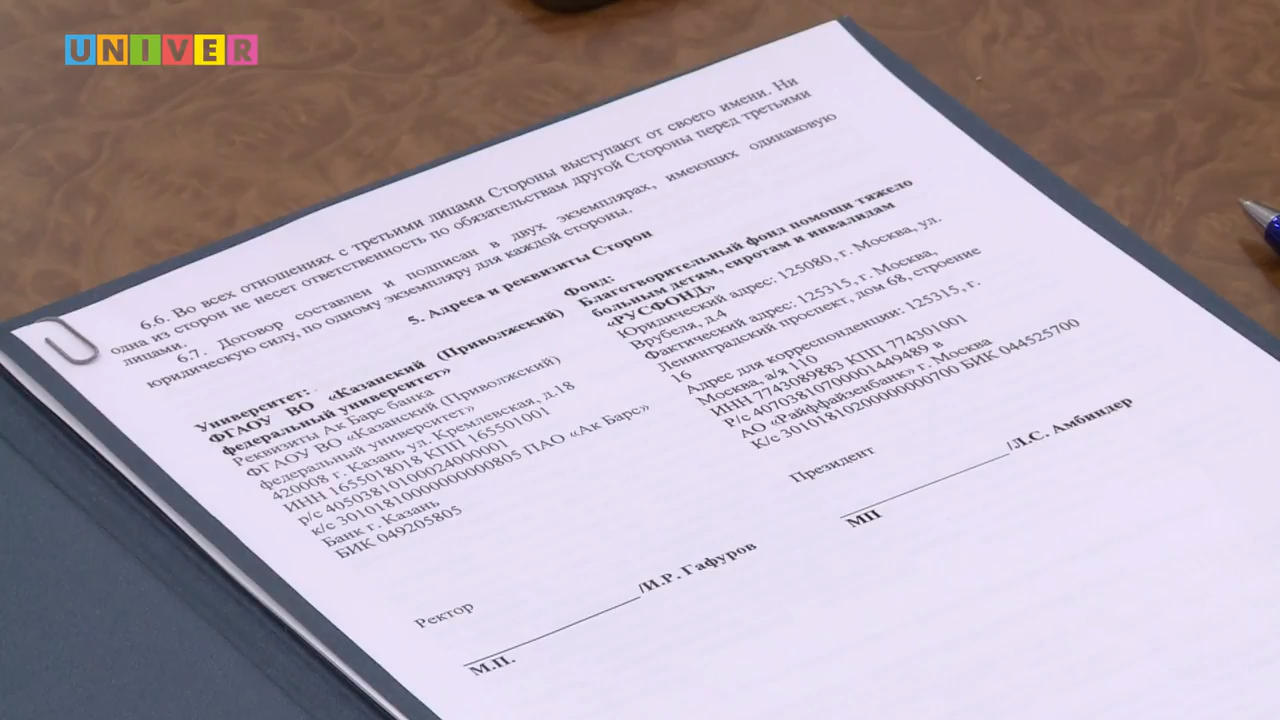 UNIVER
6.6. Во всех отношениях с третьими лицами Стороны выступают от своего имени. Ни
одна из сторон не несет ответственность по обязательствам другой Стороны перед третьими
лицами.
6.7. Договор составлен и подписан в двух экземплярах, имеющих одинаковую
юридическую силу, по одному экземпляру для каждой стороны.
5. Адреса и реквизиты Сторон
Университет:
ФГАОУ ВО «Казанский (Приволжский)
федеральный университет»
Реквизиты Ак Барс банка
ФГАОУ ВО «Казанский (Приволжский)
федеральный университет»
420008 г. Казань ул. Кремлевская, д.18
ИНН 1655018018 КПП 165501001
р/с 40503810100024000001
к/с 30101810000000000805 ПАО «Ак Барс»
Банк г. Казань
БИК 049205805
Ректор
/И.Р. Гафуров
М.П.
Фонд:
Благотворительный фонд помощи тяжело
больным детям, сиротам и инвалидам
«РУСФОНД»
Юридический адрес: 125080, г. Москва, ул.
Врубеля, д.4
Фактический адрес: 125315, г. Москва,
Ленинградский проспект, дом 68, строение
16
Адрес для корреспонденции: 125315, г.
Москва, а/я 110
ИНН 7743089883 КПП 774301001
Р/с 40703810700001449489 в
АО «Райффайзенбанк» г. Москва
К/с 30101810200000000700 БИК 044525700
Президент
/Л.С. Амбиндер
МП